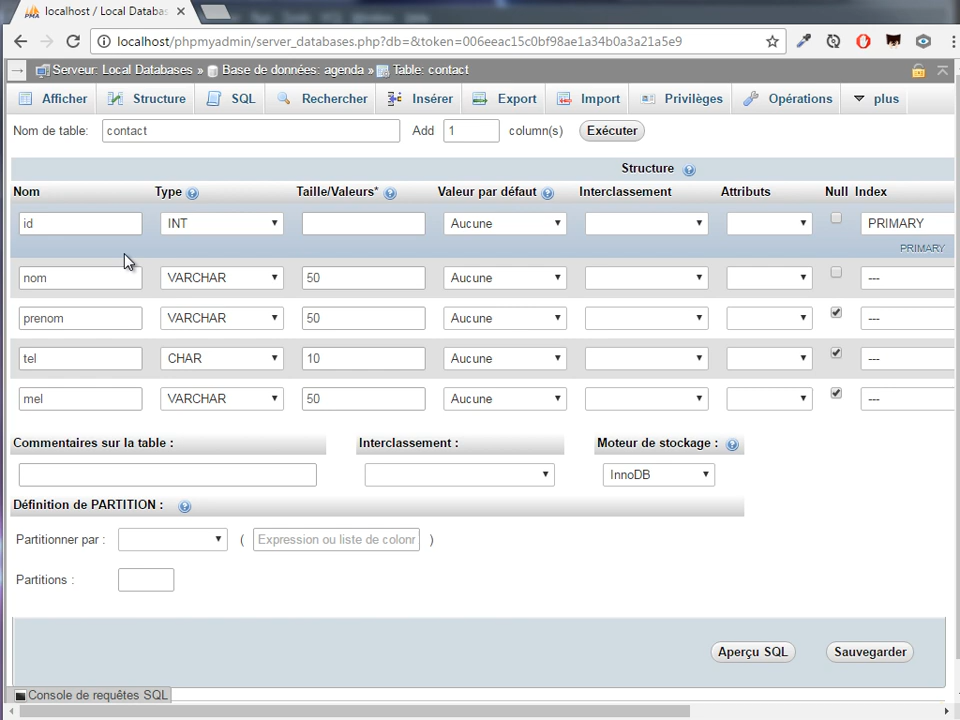 localhost / Local Databas
localhost/phpmyadmin/server_databases.php?db=&token=006eeac15c0bf98ae1a34b0a3a21a5e9
Serveur: Local Databases » Base de données: agenda » Table: contact
Afficher Structure SQL Rechercher Insérer Export Import Privilèges Opérations plus
Nom de table: contact Add 1 column(s) Exécuter
Structure
Nom Type Taille/Valeurs* Valeur par défaut Interclassement Attributs Null Index
id INT Aucune PRIMARY
PRIMARY
nom VARCHAR 50 Aucune ---
prenom VARCHAR 50 Aucune ---
tel CHAR 10 Aucune ---
mel VARCHAR 50 Aucune ---
Commentaires sur la table : Interclassement : Moteur de stockage :
InnoDB
Définition de PARTITION :
Partitionner par : ( Expression ou liste de colonr )
Partitions :
Aperçu SQL Sauvegarder
Console de requêtes SQL